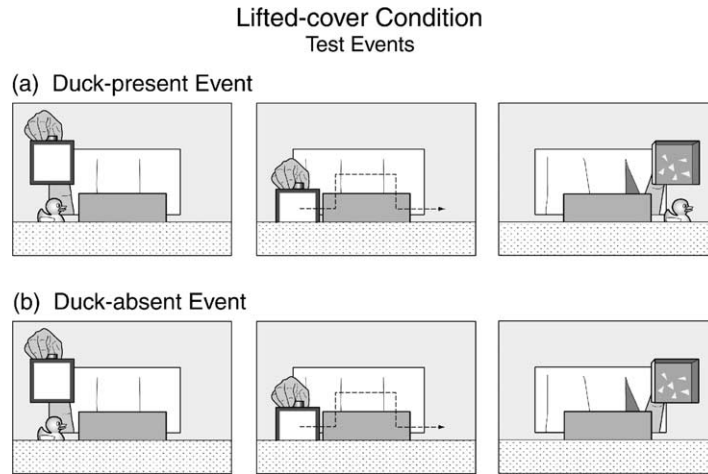 Lifted-cover Condition
Test Events
(a) Duck-present Event
(b) Duck-absent Event